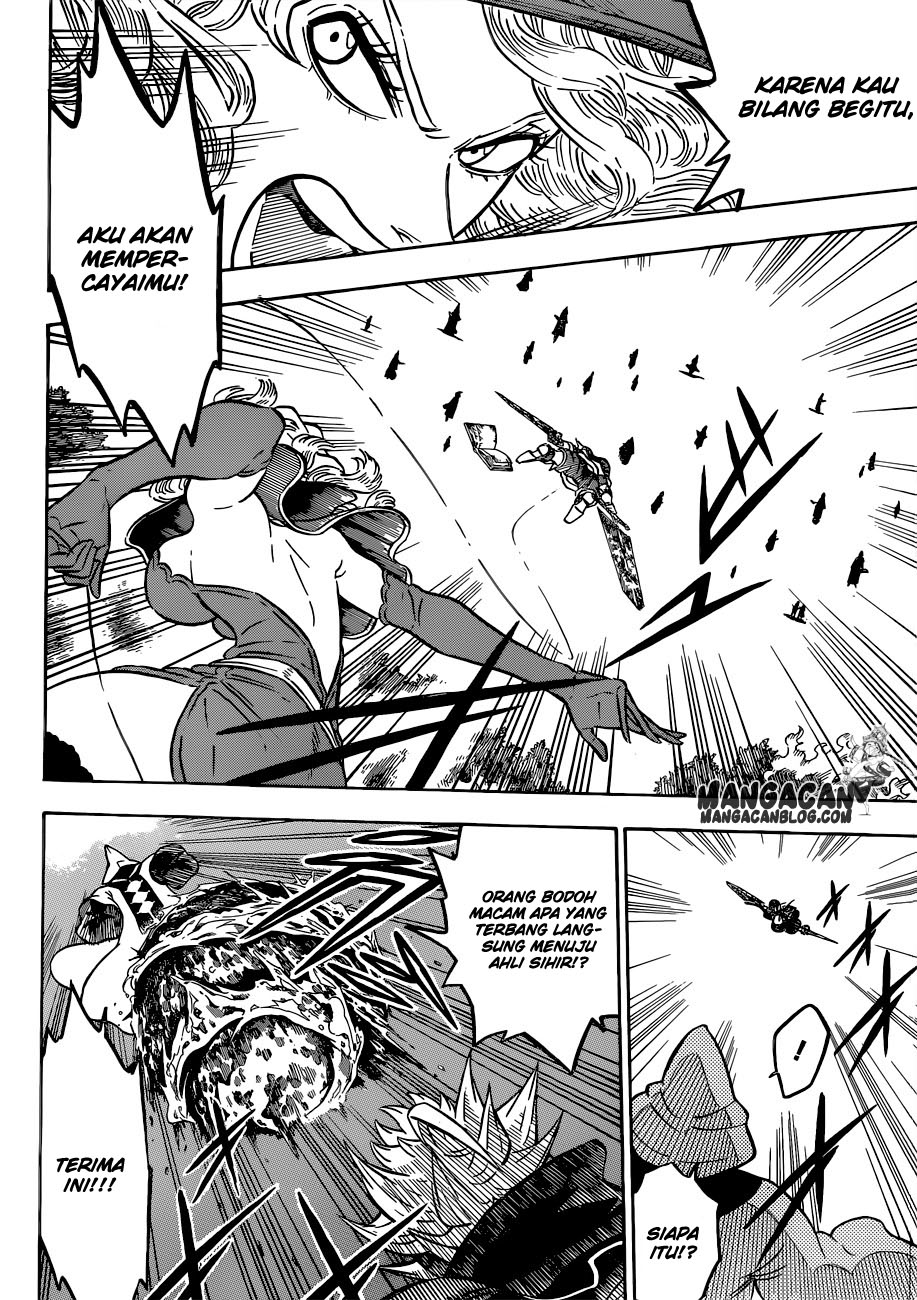 KARENA KAU
BILANG BEGITU,
AKU AKAN
MEMPER-
CAYAIMU!
MANGACAN
MANGACANBLOG.COM
!
SIAPA
ITU!?
ORANG BODOH
MACAM APA YANG
TERBANG LANG-
SUNG MENUJU
AHLI SIHIR!?
TERIMA
INI!!!